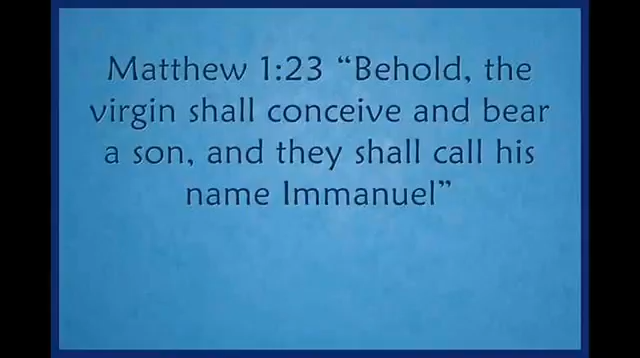 Matthew 1:23 “Behold, the
virgin shall conceive and bear
a son, and they shall call his
name Immanuel”